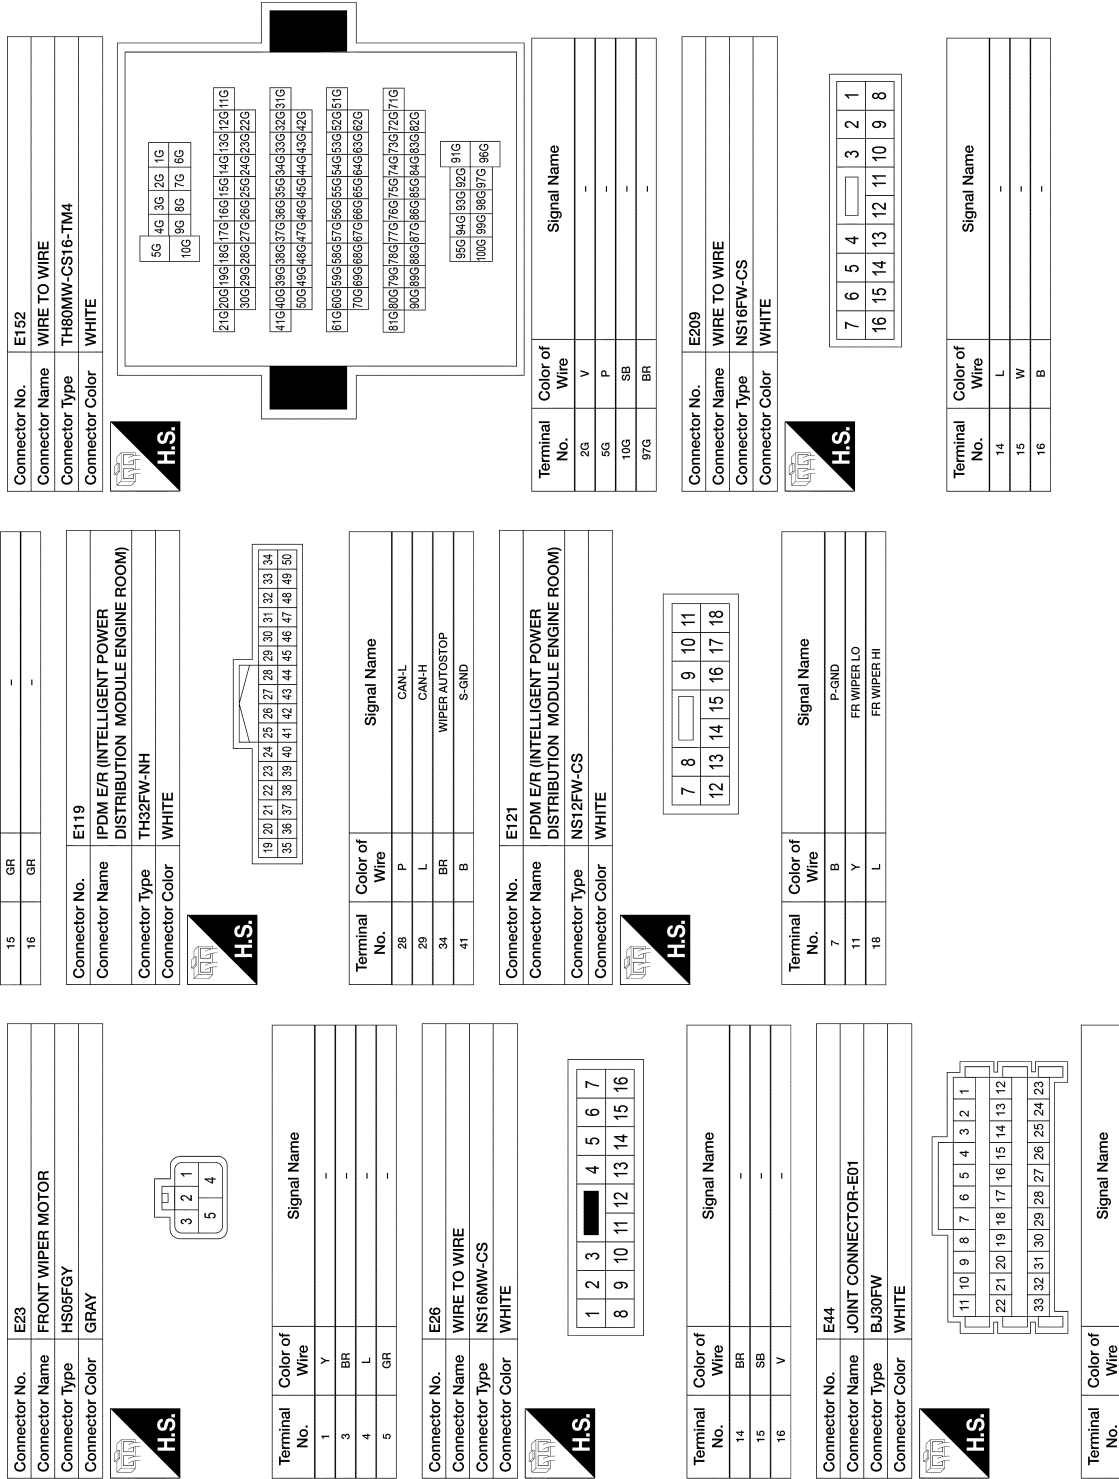 Connector No. E23
Connector Name FRONT WIPER MOTOR
Connector Type HS05FGY
Connector Color GRAY
H.S.
3 2 1
5 4
Terminal No. Color of Wire Signal Name
1 Y –
3 BR –
4 L –
5 GR –
Connector No. E26
Connector Name WIRE TO WIRE
Connector Type NS16MW-CS
Connector Color WHITE
H.S.
1 2 3 4 5 6 7
8 9 10 11 12 13 14 15 16
Terminal No. Color of Wire Signal Name
14 BR –
15 SB –
16 V –
Connector No. E44
Connector Name JOINT CONNECTOR-E01
Connector Type BJ30FW
Connector Color WHITE
H.S.
11 10 9 8 7 6 5 4 3 2 1
22 21 20 19 18 17 16 15 14 13 12
33 32 31 30 29 28 27 26 25 24 23
Terminal No. Color of Wire Signal Name
15 GR –
16 GR –
Connector No. E119
Connector Name IPDM E/R (INTELLIGENT POWER
DISTRIBUTION MODULE ENGINE ROOM)
Connector Type TH32FW-NH
Connector Color WHITE
H.S.
19 20 21 22 23 24 25 26 27 28 29 30 31 32 33 34
35 36 37 38 39 40 41 42 43 44 45 46 47 48 49 50
Terminal No. Color of Wire Signal Name
28 P CAN-L
29 L CAN-H
34 BR WIPER AUTOSTOP
41 B S-GND
Connector No. E121
Connector Name IPDM E/R (INTELLIGENT POWER
DISTRIBUTION MODULE ENGINE ROOM)
Connector Type NS12FW-CS
Connector Color WHITE
H.S.
7 8 9 10 11
12 13 14 15 16 17 18
Terminal No. Color of Wire Signal Name
7 B P-GND
11 Y FR WIPER LO
18 L FR WIPER HI
Connector No. E152
Connector Name WIRE TO WIRE
Connector Type TH80MW-CS16-TM4
Connector Color WHITE
H.S.
5G 4G 3G 2G 1G
10G 9G 8G 7G 6G
21G 20G 19G 18G 17G 16G 15G 14G 13G 12G 11G
30G 29G 28G 27G 26G 25G 24G 23G 22G
41G 40G 39G 38G 37G 36G 35G 34G 33G 32G 31G
50G 49G 48G 47G 46G 45G 44G 43G 42G
61G 60G 59G 58G 57G 56G 55G 54G 53G 52G 51G
70G 69G 68G 67G 66G 65G 64G 63G 62G
81G 80G 79G 78G 77G 76G 75G 74G 73G 72G 71G
90G 89G 88G 87G 86G 85G 84G 83G 82G
95G 94G 93G 92G 91G
100G 99G 98G 97G 96G
Terminal No. Color of Wire Signal Name
2G V –
5G P –
10G SB –
97G BR –
Connector No. E209
Connector Name WIRE TO WIRE
Connector Type NS16FW-CS
Connector Color WHITE
H.S.
7 6 5 4 3 2 1
16 15 14 13 12 11 10 9 8
Terminal No. Color of Wire Signal Name
14 L –
15 W –
16 B –